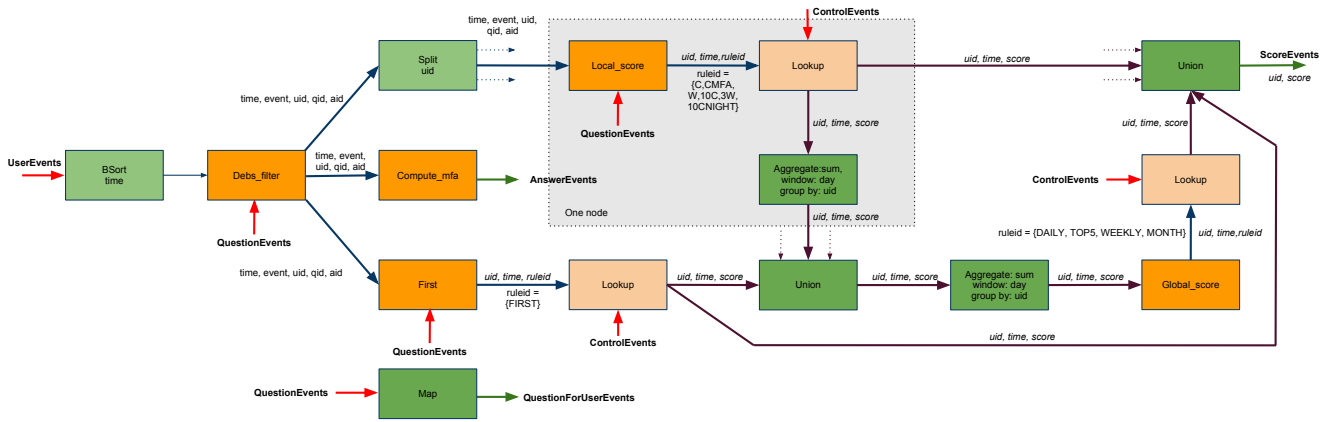 ControlEvents
time, event, uid,
qid, aid
Split
uid
Local_score
uid, time,ruleid
ruleid =
{C,CMFA,
W,10C,3W,
10CNIGHT}
Lookup
uid, time, score
Union
ScoreEvents
uid, score
time, event, uid, qid, aid
QuestionEvents
uid, time, score
uid, time, score
UserEvents
BSort
time
Debs_filter
time, event,
uid, qid, aid
Compute_mfa
AnswerEvents
Aggregate:sum,
window: day
group by: uid
ControlEvents
Lookup
One node
uid, time, score
QuestionEvents
ruleid = {DAILY, TOP5, WEEKLY, MONTH}
uid, time,ruleid
time, event, uid, qid, aid
First
uid, time, ruleid
ruleid =
{FIRST}
Lookup
uid, time, score
Union
uid, time, score
Aggregate: sum
window: day
group by: uid
uid, time, score
Global_score
QuestionEvents
ControlEvents
uid, time, score
QuestionEvents
Map
QuestionForUserEvents